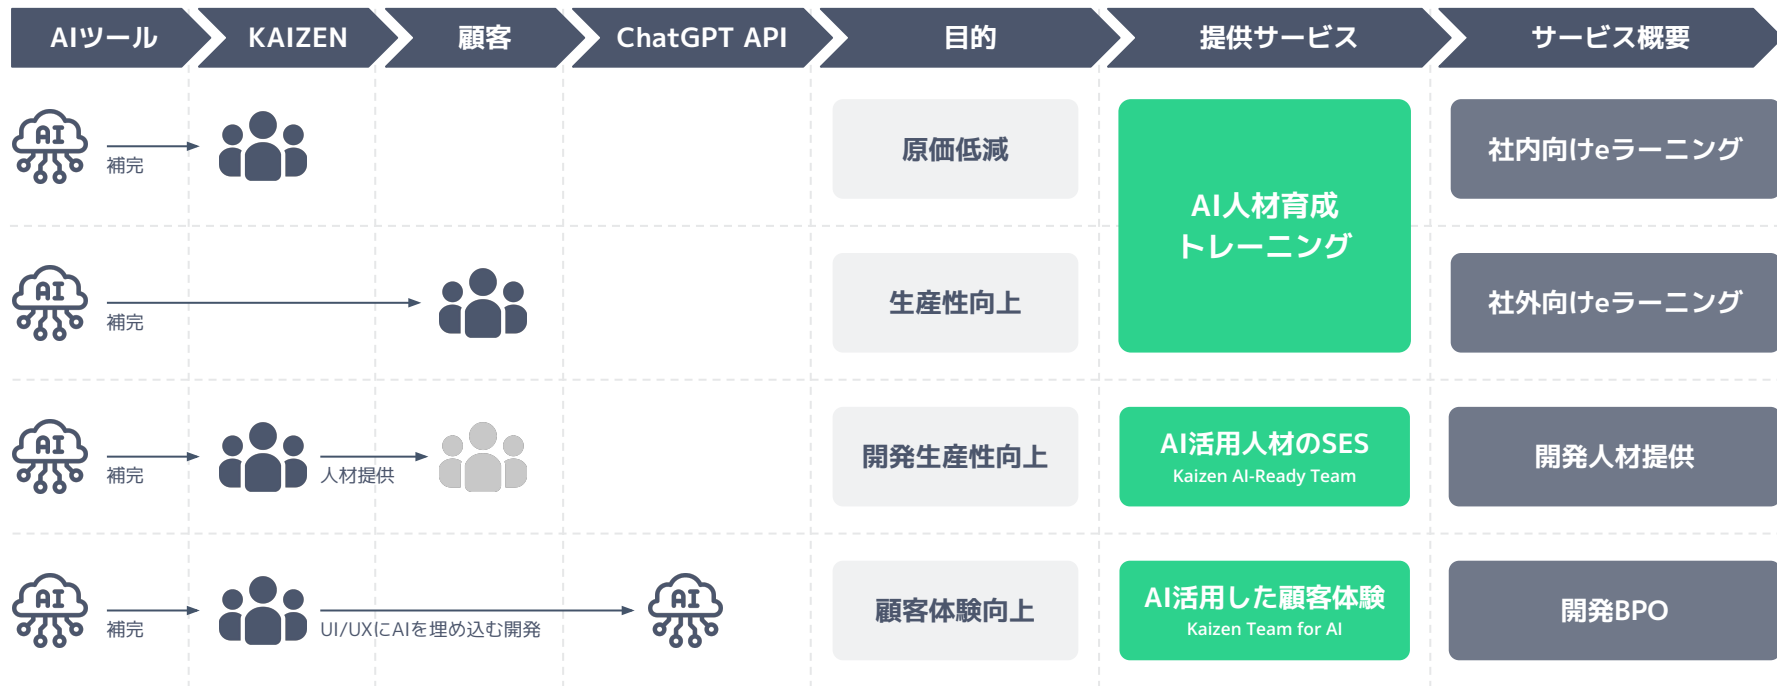 AIツール
KAIZEN
顧客
ChatGPT API
目的
提供サービス
サービス概要
AI
補完
原価低減
AI人材育成
トレーニング
社内向けeラーニング
AI
補完
生産性向上
社外向けeラーニング
AI
補完
人材提供
開発生産性向上
AI活用人材のSES
Kaizen AI-Ready Team
開発人材提供
AI
補完
UI/UXにAIを埋め込む開発
AI
顧客体験向上
AI活用した顧客体験
Kaizen Team for AI
開発BPO